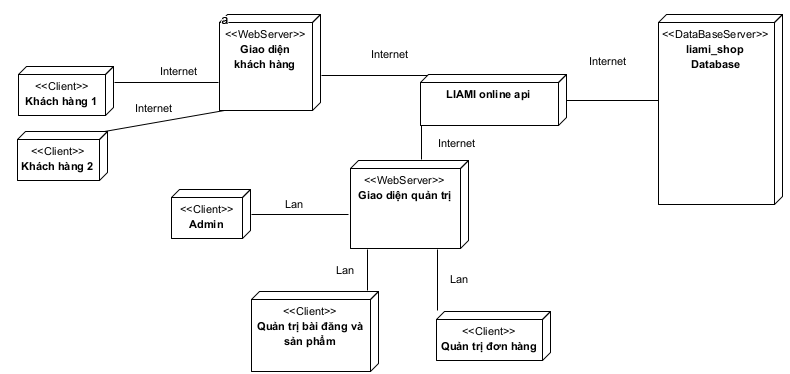 a
<<WebServer>>
Giao diện
khách hàng
Internet
<<DataBaseServer>>
liami_shop
Database
Internet
Internet
<<Client>>
Khách hàng 1
LIAMI online api
Internet
<<Client>>
Khách hàng 2
Internet
<<WebServer>>
Giao diện quản trị
<<Client>>
Admin
Lan
Lan
Lan
<<Client>>
Quản trị bài đăng và
sản phẩm
<<Client>>
Quản trị đơn hàng